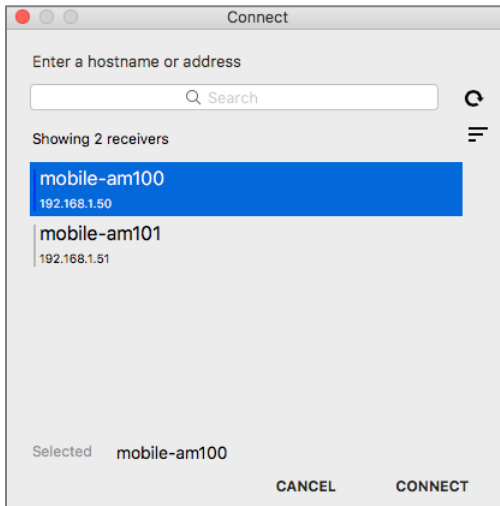 Connect
Enter a hostname or address
Search
Showing 2 receivers
mobile-am100
192.168.1.50
mobile-am101
192.168.1.51
Selected mobile-am100
CANCEL CONNECT